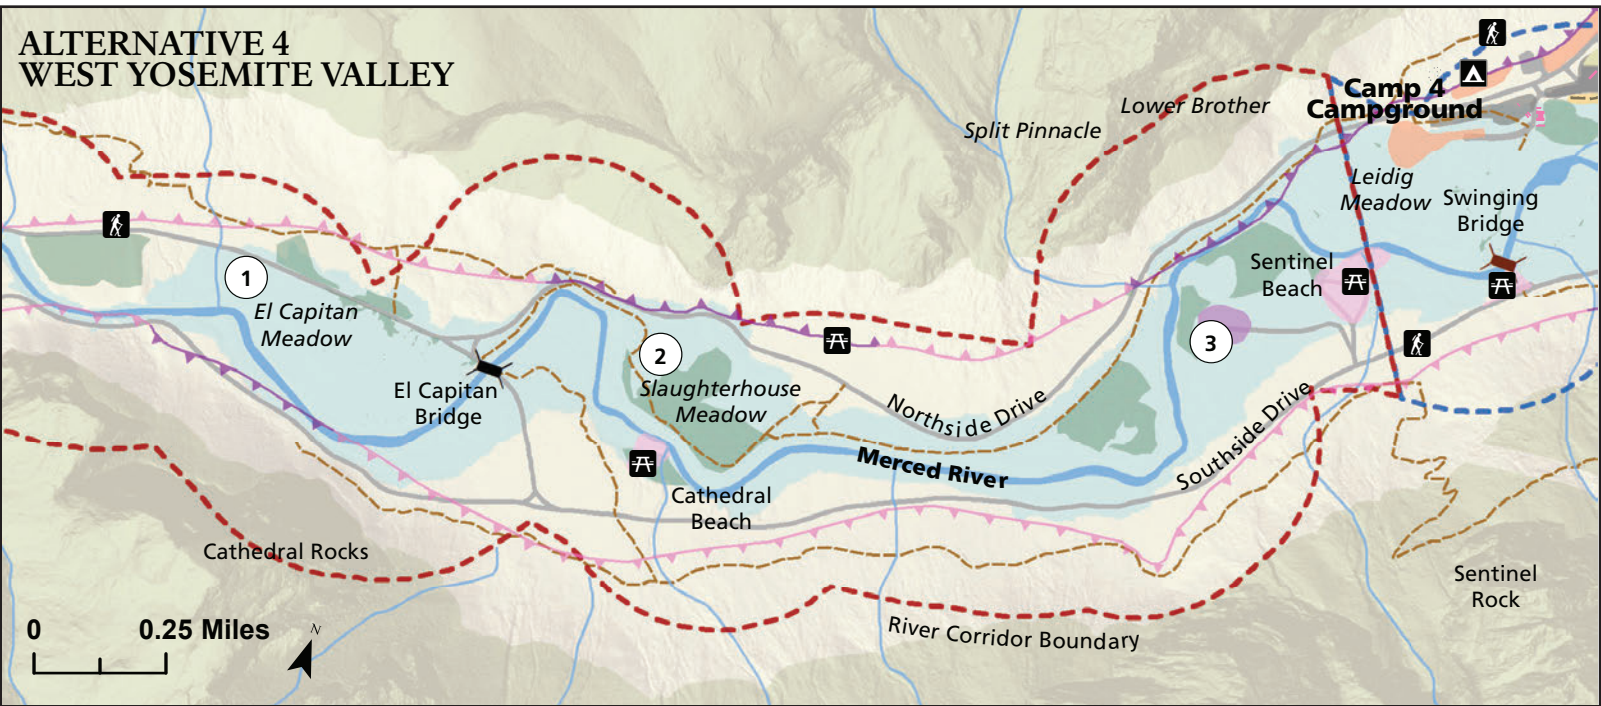 ALTERNATIVE 4
WEST YOSEMITE VALLEY
Camp 4
Campground
Lower Brother
Split Pinnacle
Leidig
Meadow
Swinging
Bridge
Sentinel
Beach
1
El Capitan
Meadow
2
3
El Capitan
Bridge
Slaughterhouse
Meadow
Northside Drive
Southside Drive
Merced River
Cathedral
Beach
Cathedral Rocks
Sentinel
Rock
River Corridor Boundary
0 0.25 Miles
N